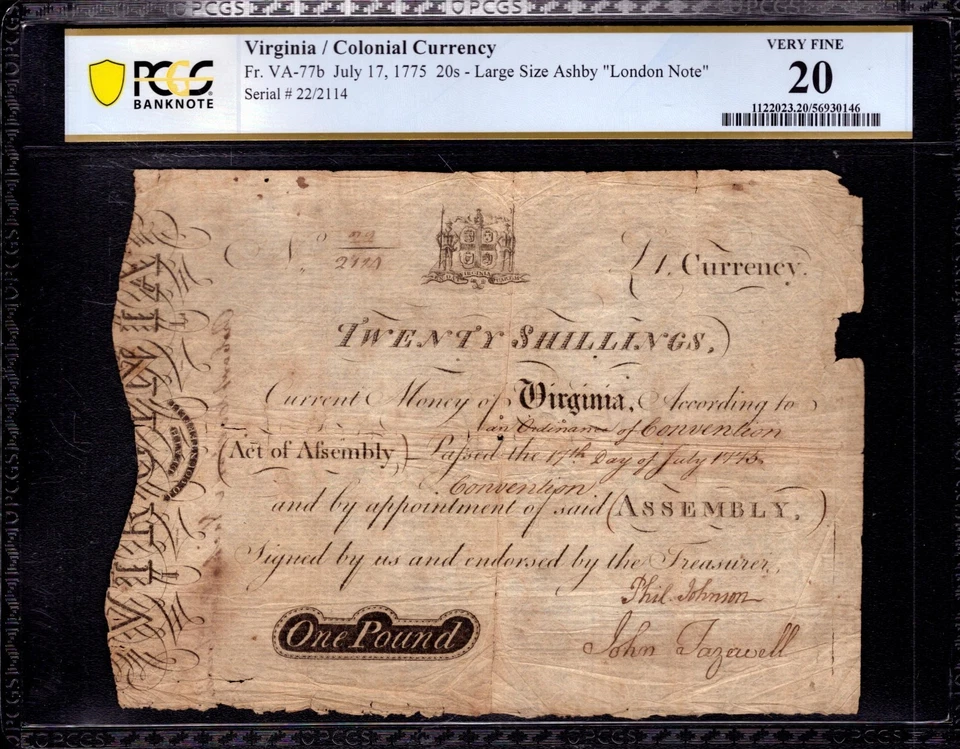 PCGS
BANKNOTE
Virginia / Colonial Currency
Fr. VA-77b July 17, 1775 20s - Large Size Ashby "London Note"
Serial # 22/2114
VERY FINE
20
1122023.20/56930146
No 22
2114
£1. Currency.
TWENTY SHILLINGS,
Current Money of Virginia, According to
an Ordinance of Convention
(Act of Assembly,) Passed the 17th Day of July 1775.
Convention
and by appointment of said (ASSEMBLY,)
Signed by us and endorsed by the Treasurer,
Phil. Johnson
One Pound
John Tazewell
VIRGINIA